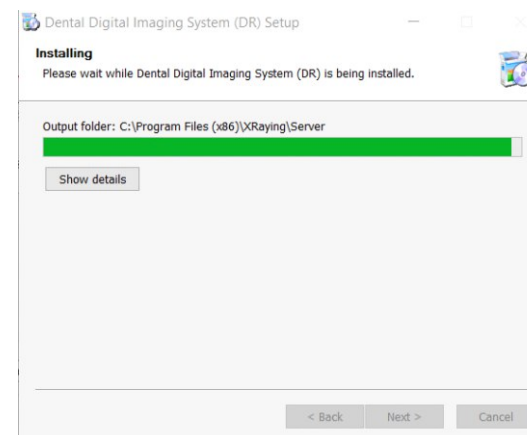 Dental Digital Imaging System (DR) Setup
Installing
Please wait while Dental Digital Imaging System (DR) is being installed.
Output folder: C:\Program Files (x86)\XRaying\Server
Show details
< Back Next > Cancel